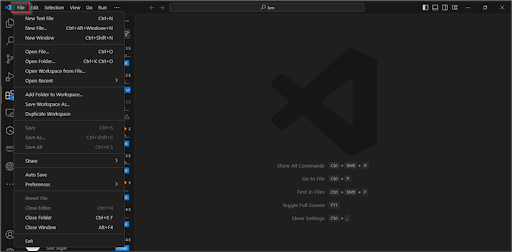 File Edit Selection View Go Run ···
fem
New Text File Ctrl+N
New File... Ctrl+Alt+Windows+N
New Window Ctrl+Shift+N
Open File... Ctrl+O
Open Folder... Ctrl+K Ctrl+O
Open Workspace from File...
Open Recent
Add Folder to Workspace...
Save Workspace As...
Duplicate Workspace
Save Ctrl+S
Save As... Ctrl+Shift+S
Save All Ctrl+K S
Share
Auto Save
Preferences
Revert File
Close Editor Ctrl+F4
Close Folder Ctrl+K F
Close Window Alt+F4
Exit
Show All Commands Ctrl + Shift + P
Go to File Ctrl + P
Find in Files Ctrl + Shift + F
Toggle Full Screen F11
Show Settings Ctrl + ,